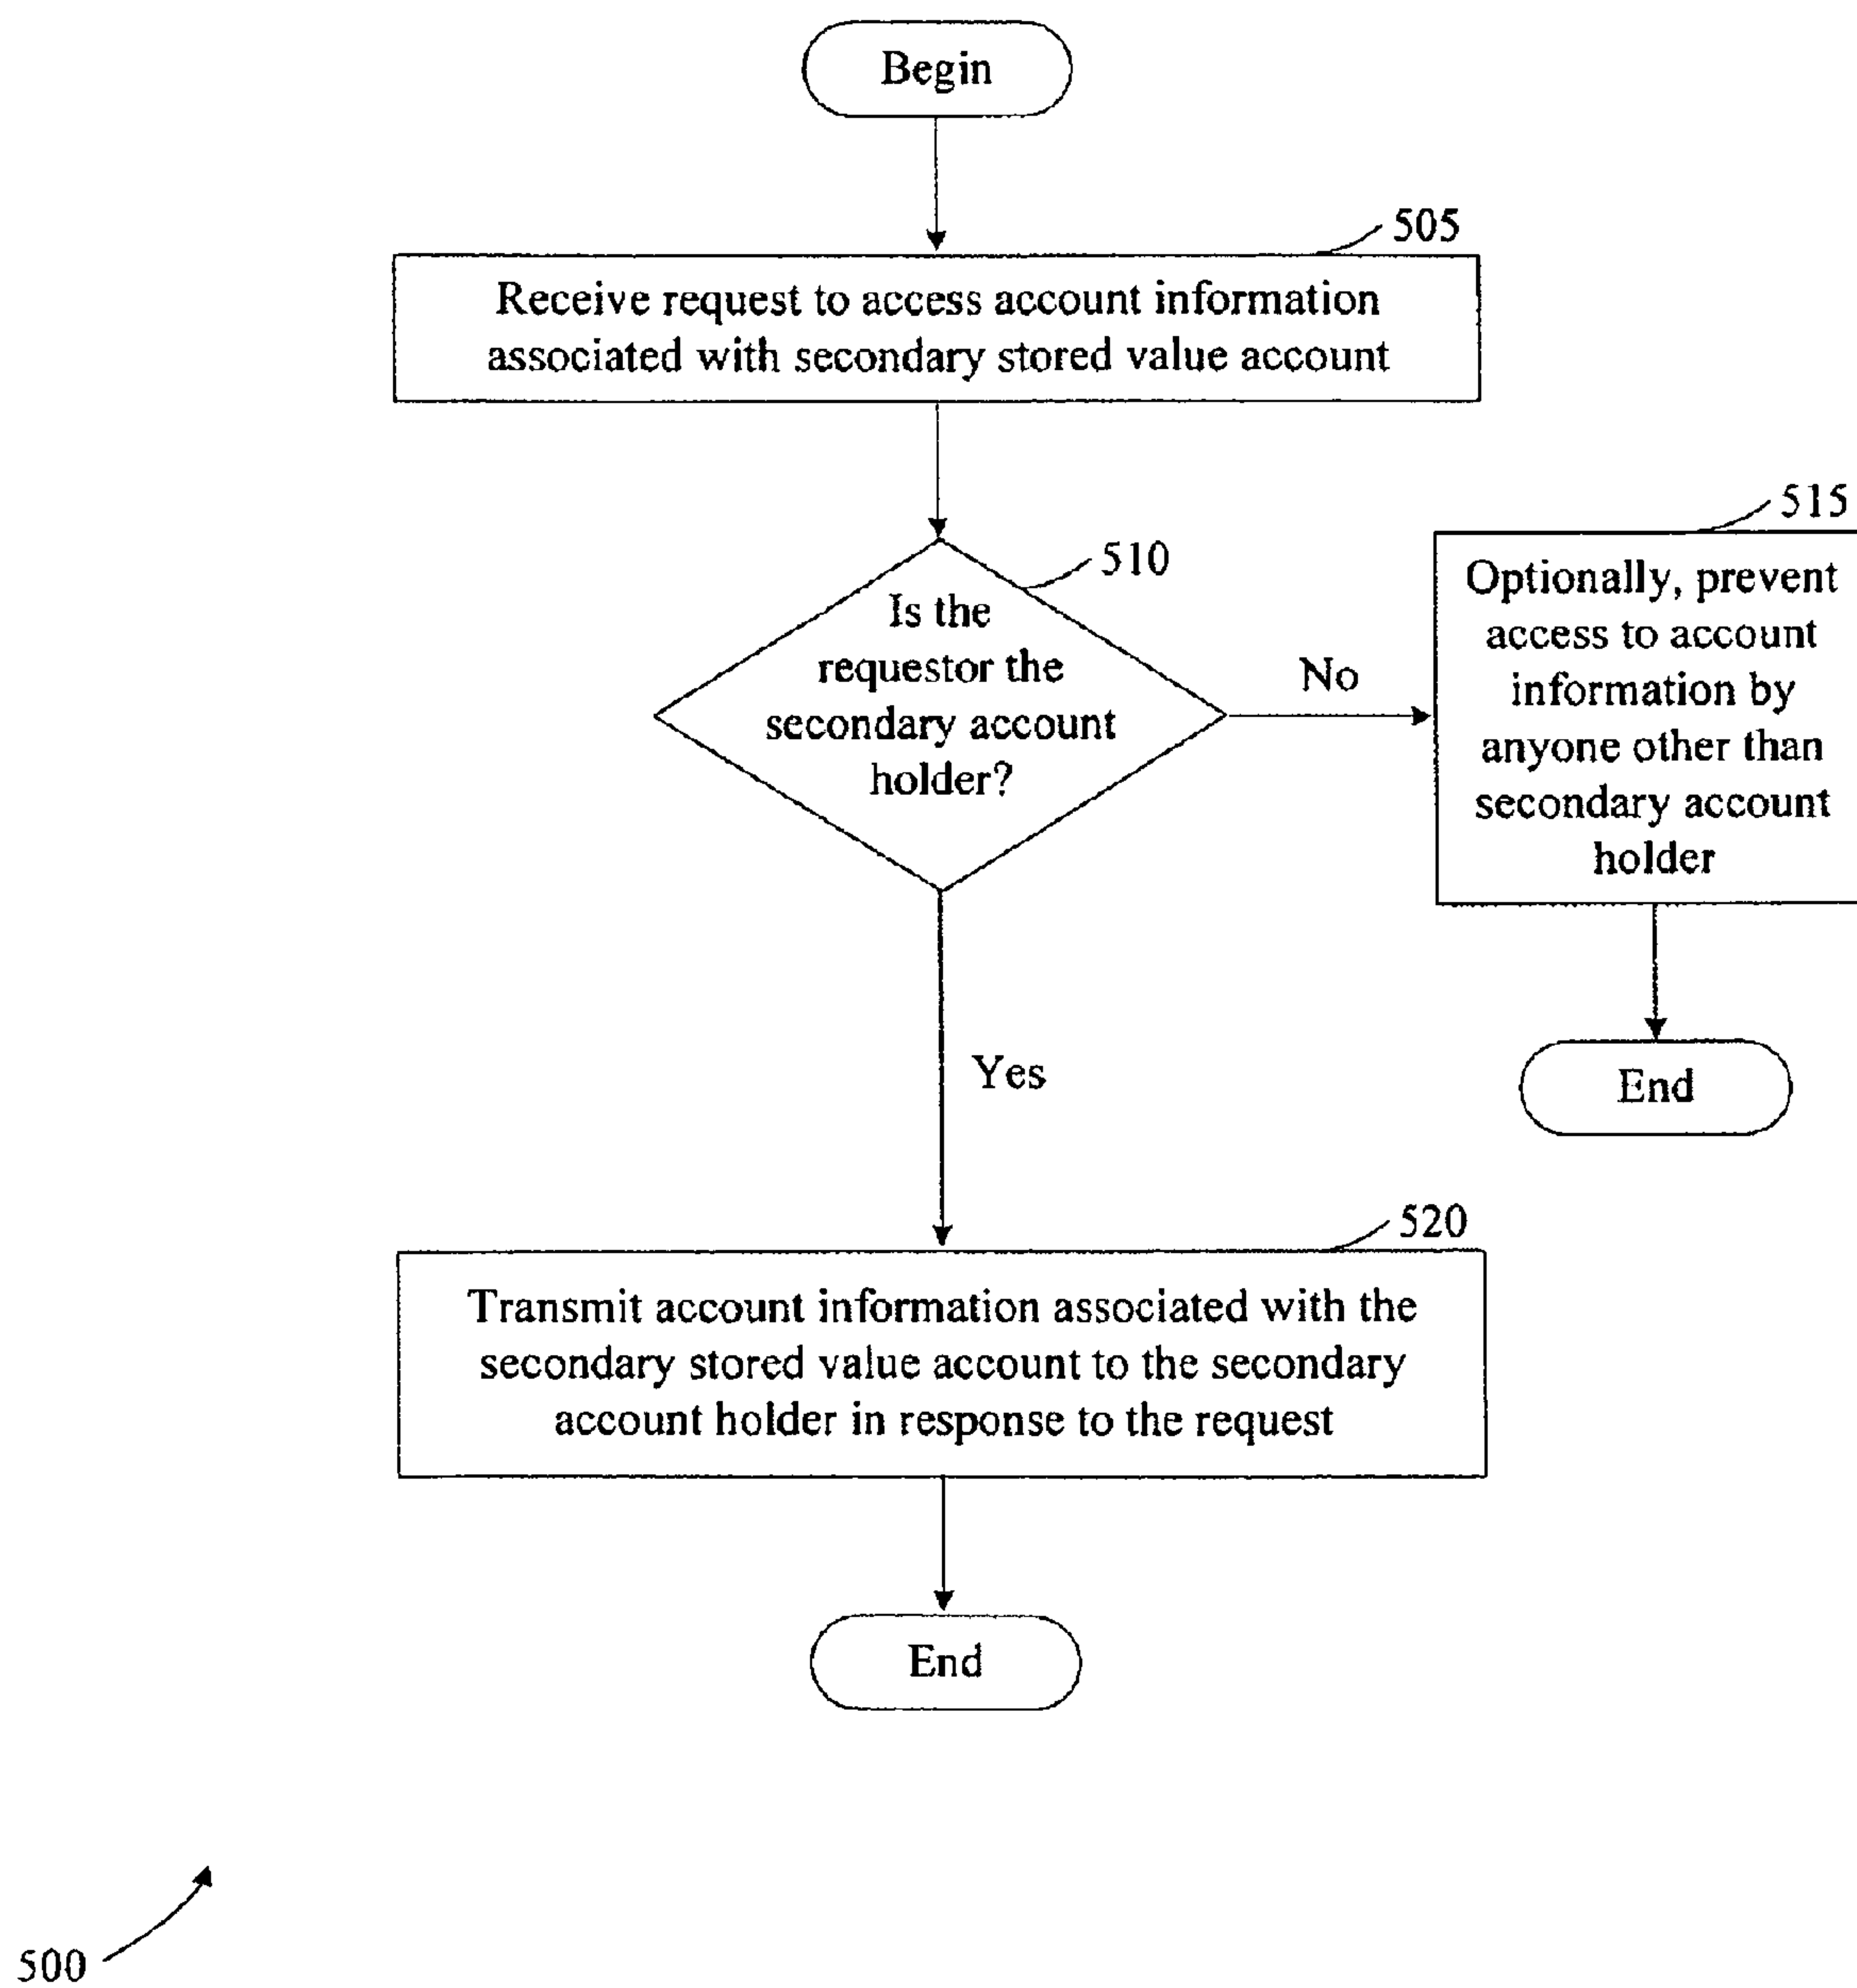 Begin
505
Receive request to access account information
associated with secondary stored value account
510
Is the
requestor the
secondary account
holder?
No
515
Optionally, prevent
access to account
information by
anyone other than
secondary account
holder
End
Yes
520
Transmit account information associated with the
secondary stored value account to the secondary
account holder in response to the request
End
500